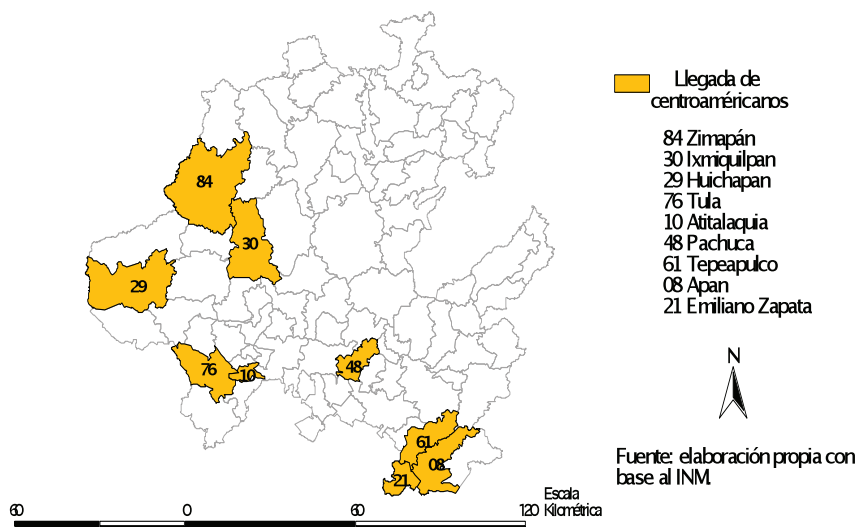 Llegada de
centroaméricanos
84 Zimapán
30 Ixmiquilpan
29 Huichapan
76 Tula
10 Atitalaquia
48 Pachuca
61 Tepeapulco
08 Apan
21 Emiliano Zapata
84
30
29
76
10
48
61
08
21
N
Fuente: elaboración propia con
base al INM.
Escala
Kilométrica
60 0 60 120